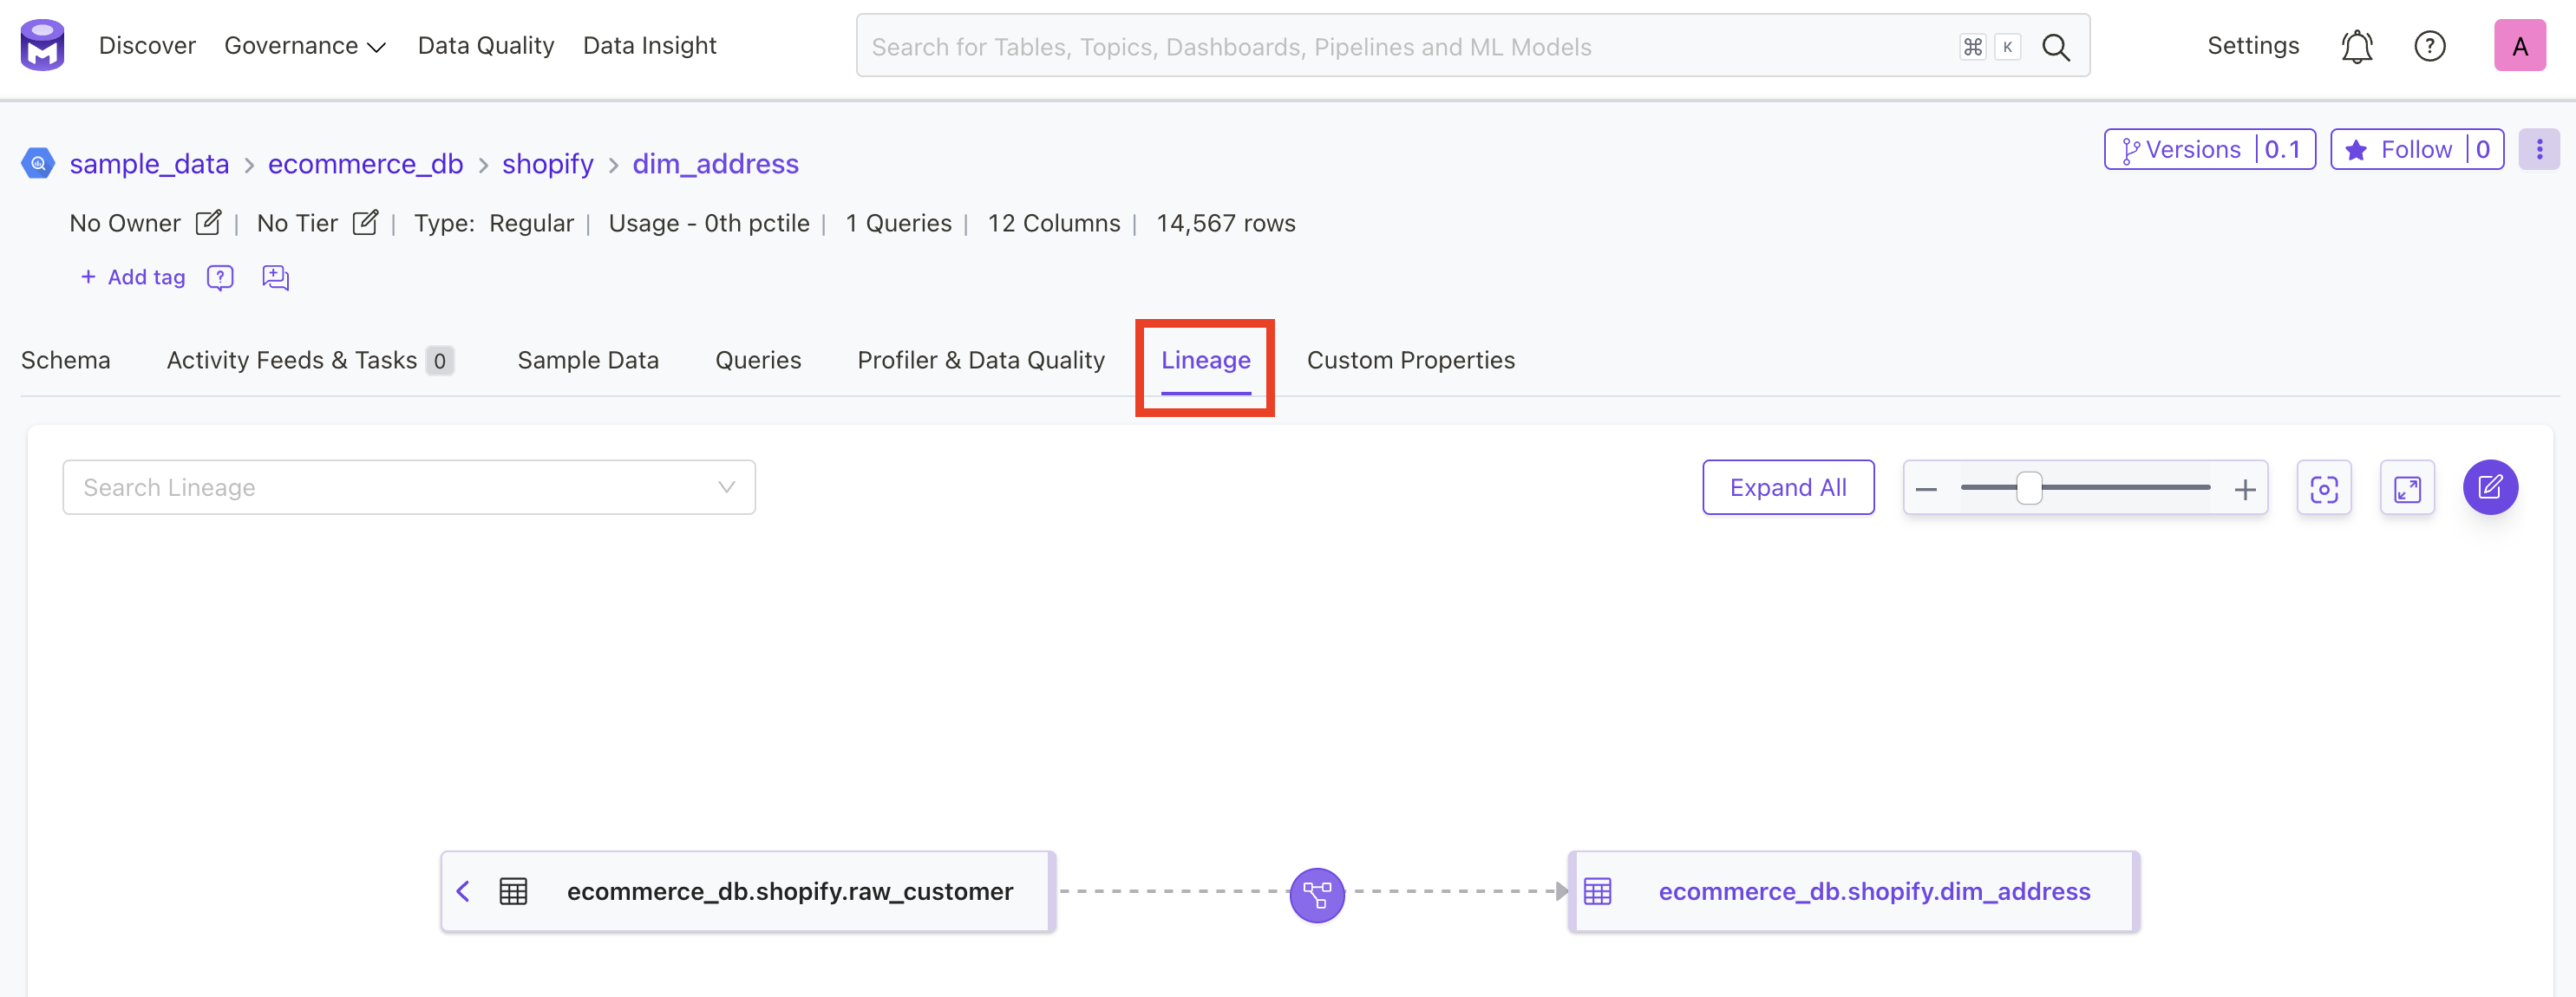 Discover Governance Data Quality Data Insight Search for Tables, Topics, Dashboards, Pipelines and ML Models ⌘ K Settings ? A
sample_data > ecommerce_db > shopify > dim_address Versions | 0.1 Follow | 0
No Owner | No Tier | Type: Regular | Usage - 0th pctile | 1 Queries | 12 Columns | 14,567 rows
+ Add tag ?
Schema Activity Feeds & Tasks 0 Sample Data Queries Profiler & Data Quality Lineage Custom Properties
Search Lineage Expand All
ecommerce_db.shopify.raw_customer ecommerce_db.shopify.dim_address